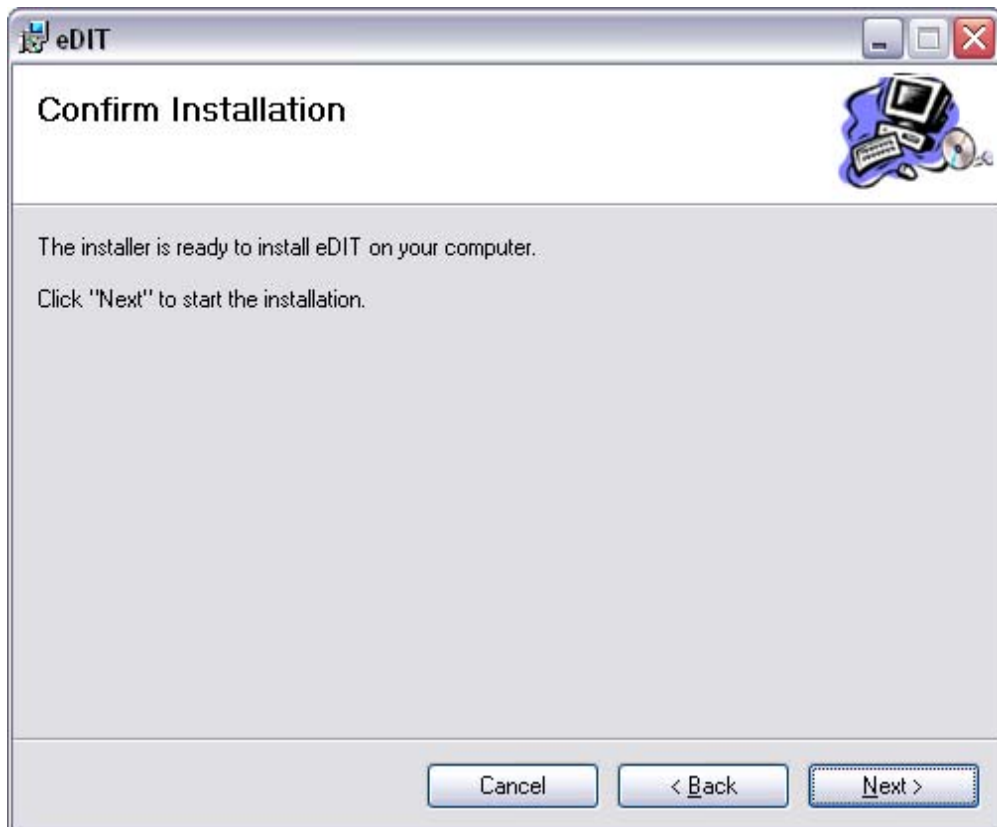 eDIT
Confirm Installation
The installer is ready to install eDIT on your computer.
Click "Next" to start the installation.
Cancel
< Back
Next >